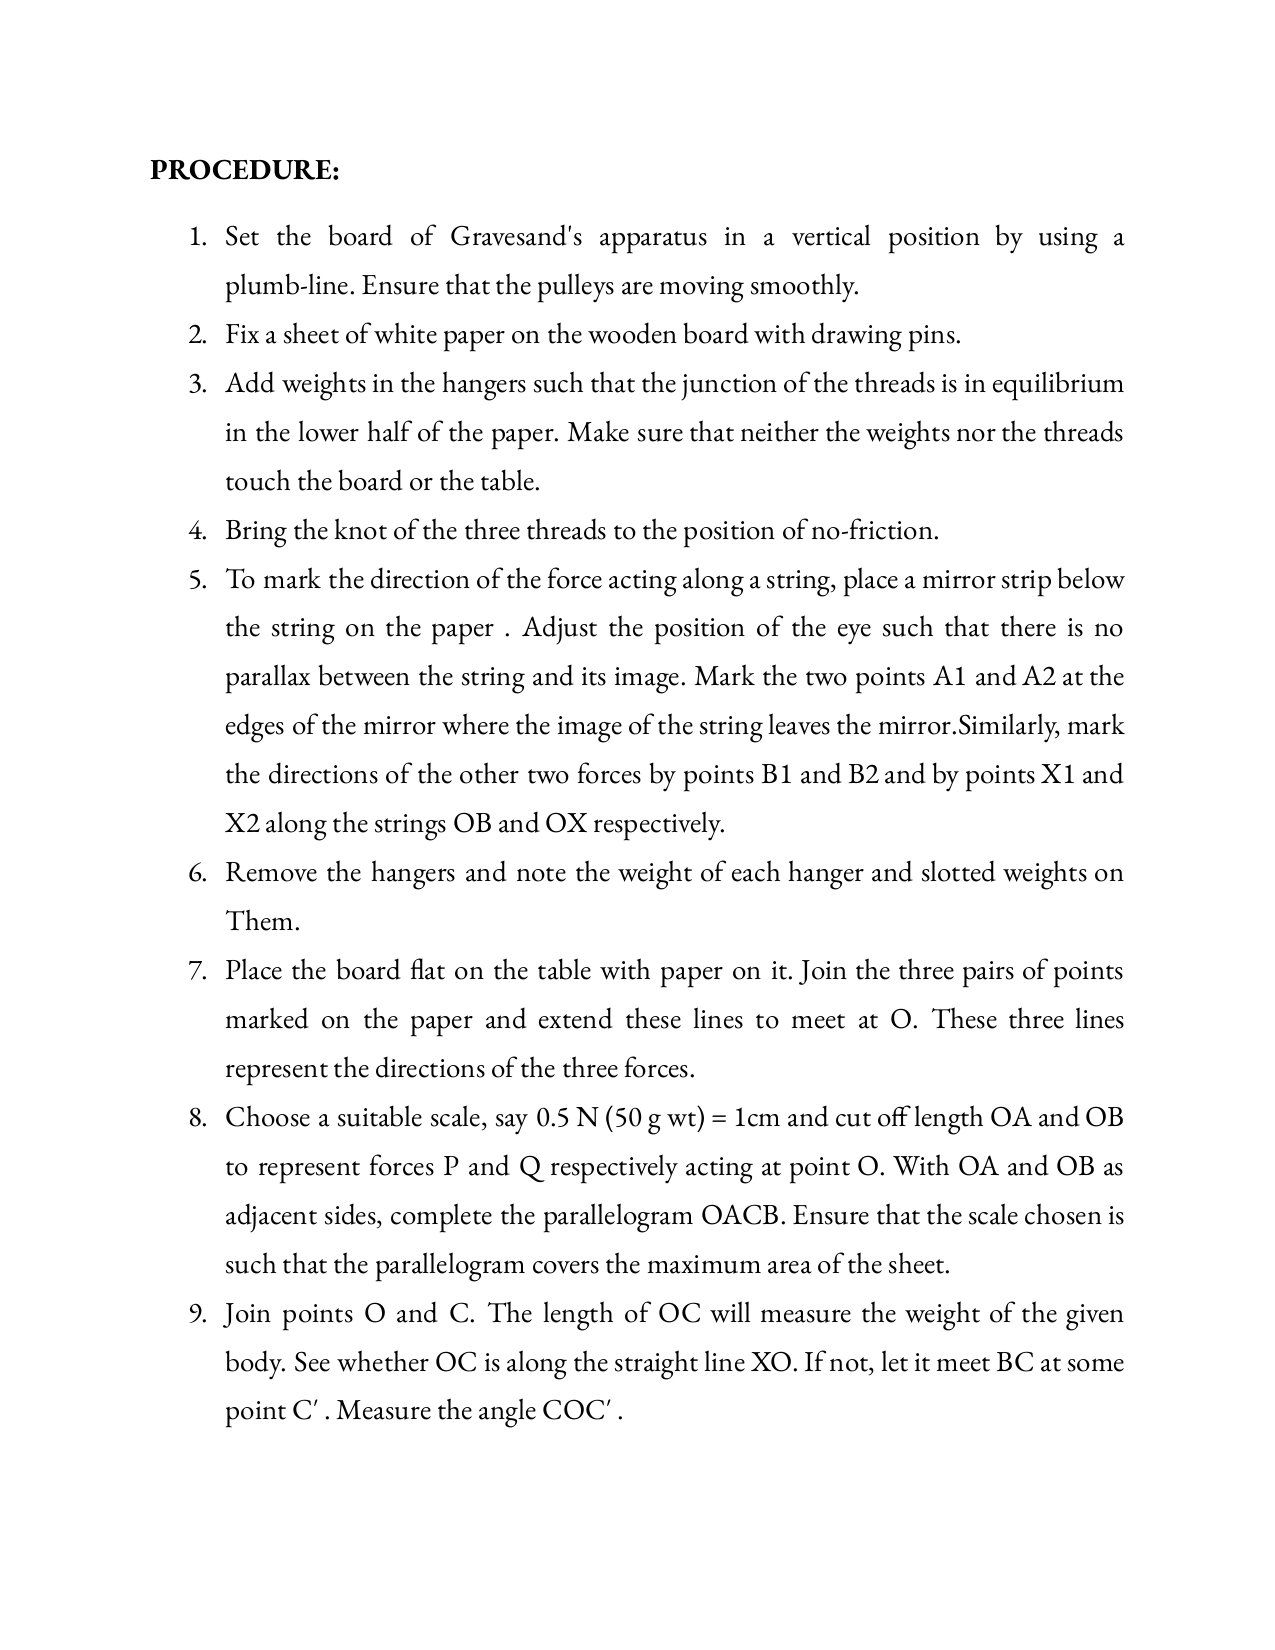 PROCEDURE:
1. Set the board of Gravesand's apparatus in a vertical position by using a
plumb-line. Ensure that the pulleys are moving smoothly.
2. Fix a sheet of white paper on the wooden board with drawing pins.
3. Add weights in the hangers such that the junction of the threads is in equilibrium
in the lower half of the paper. Make sure that neither the weights nor the threads
touch the board or the table.
4. Bring the knot of the three threads to the position of no-friction.
5. To mark the direction of the force acting along a string, place a mirror strip below
the string on the paper . Adjust the position of the eye such that there is no
parallax between the string and its image. Mark the two points A1 and A2 at the
edges of the mirror where the image of the string leaves the mirror.Similarly, mark
the directions of the other two forces by points B1 and B2 and by points X1 and
X2 along the strings OB and OX respectively.
6. Remove the hangers and note the weight of each hanger and slotted weights on
Them.
7. Place the board flat on the table with paper on it. Join the three pairs of points
marked on the paper and extend these lines to meet at O. These three lines
represent the directions of the three forces.
8. Choose a suitable scale, say 0.5 N (50 g wt) = 1cm and cut off length OA and OB
to represent forces P and Q respectively acting at point O. With OA and OB as
adjacent sides, complete the parallelogram OACB. Ensure that the scale chosen is
such that the parallelogram covers the maximum area of the sheet.
9. Join points O and C. The length of OC will measure the weight of the given
body. See whether OC is along the straight line XO. If not, let it meet BC at some
point C′ . Measure the angle COC′ .